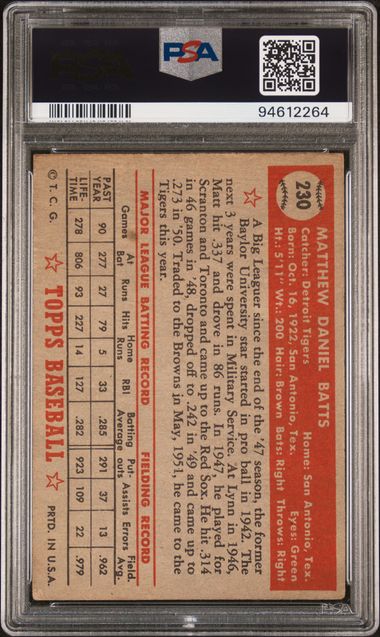 PSA
94612264
230
MATTHEW DANIEL BATTS
Catcher: Detroit Tigers Home: San Antonio, Tex.
Born: Oct. 16, 1922, San Antonio, Tex. Eyes: Green
Ht.: 5'11" Wt.: 200 Hair: Brown Bats: Right Throws: Right
A Big Leaguer since the end of the '47 season, the former
Baylor University star started in pro ball in 1942. The
next 3 years were spent in Military Service. At Lynn in 1946,
Matt hit .337 and drove in 86 runs. In 1947, he played for
Scranton and Toronto and came up to the Red Sox. He hit .314
in 46 games in '48, dropped off to .242 in '49 and came up to
.273 in '50. Traded to the Browns in May, 1951, he came to the
Tigers this year.
MAJOR LEAGUE BATTING RECORD FIELDING RECORD
Games At Bat Runs Hits Home Runs RBI Batting Average Put-outs Assists Errors Field. Avg.
PAST YEAR 90 277 27 79 5 33 .285 291 37 13 .962
LIFE-TIME 278 806 93 227 14 127 .282 923 109 22 .979
© T. C. G. TOPPS BASEBALL PRTD. IN U.S.A.
PSA